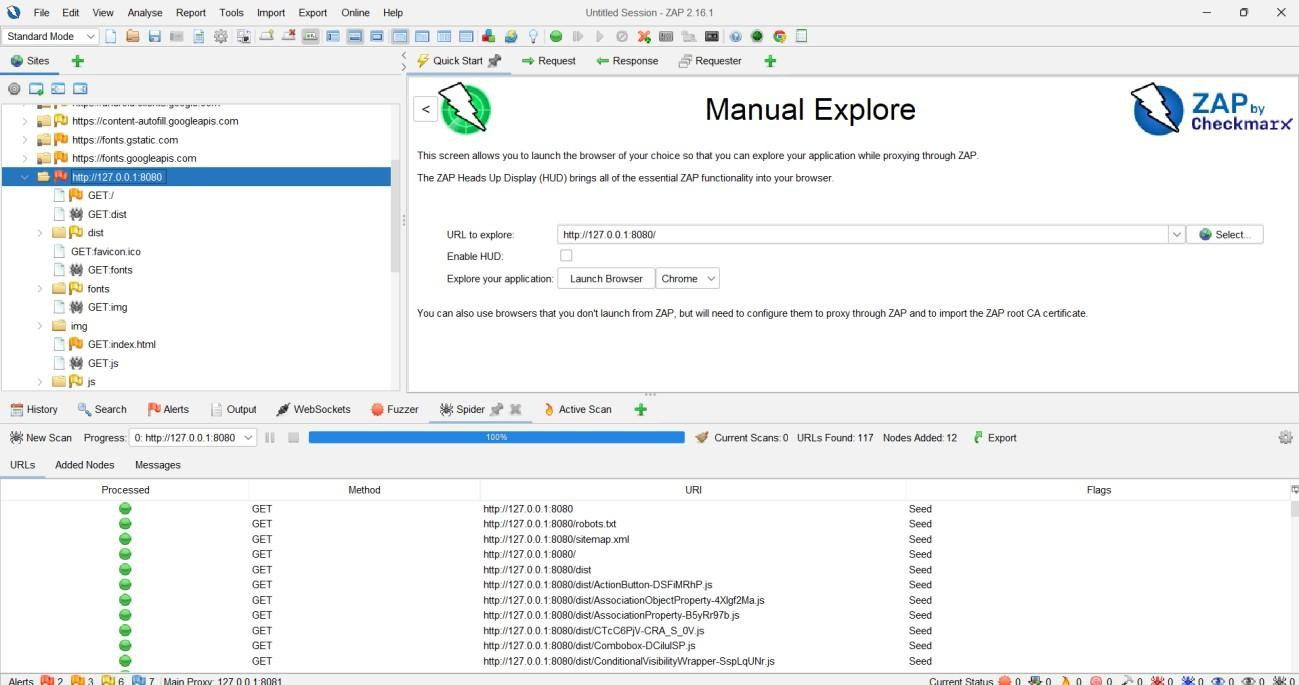 File Edit View Analyse Report Tools Import Export Online Help Untitled Session - ZAP 2.16.1
Standard Mode
Sites Quick Start Request Response Requester
https://content-autofill.googleapis.com
https://fonts.gstatic.com
https://fonts.googleapis.com
http://127.0.0.1:8080
GET:/
GET:dist
dist
GET:favicon.ico
GET:fonts
fonts
GET:img
img
GET:index.html
GET:js
js
<
Manual Explore
ZAP by
Checkmarx
This screen allows you to launch the browser of your choice so that you can explore your application while proxying through ZAP.
The ZAP Heads Up Display (HUD) brings all of the essential ZAP functionality into your browser.
URL to explore: http://127.0.0.1:8080/ Select...
Enable HUD:
Explore your application: Launch Browser Chrome
You can also use browsers that you don't launch from ZAP, but will need to configure them to proxy through ZAP and to import the ZAP root CA certificate.
History Search Alerts Output WebSockets Fuzzer Spider Active Scan
New Scan Progress: 0: http://127.0.0.1:8080 100% Current Scans: 0 URLs Found: 117 Nodes Added: 12 Export
URLs Added Nodes Messages
Processed Method URI Flags
GET http://127.0.0.1:8080 Seed
GET http://127.0.0.1:8080/robots.txt Seed
GET http://127.0.0.1:8080/sitemap.xml Seed
GET http://127.0.0.1:8080/ Seed
GET http://127.0.0.1:8080/dist Seed
GET http://127.0.0.1:8080/dist/ActionButton-DSFiMRhP.js Seed
GET http://127.0.0.1:8080/dist/AssociationObjectProperty-4Xlgf2Ma.js Seed
GET http://127.0.0.1:8080/dist/AssociationProperty-B5yRr97b.js Seed
GET http://127.0.0.1:8080/dist/CTcC6PjV-CRA_S_0V.js Seed
GET http://127.0.0.1:8080/dist/Combobox-DCiluISP.js Seed
GET http://127.0.0.1:8080/dist/ConditionalVisibilityWrapper-SspLqUNr.js Seed
Alerts 2 3 6 7 Main Proxy: 127.0.0.1:8081 Current Status 0 0 0 0 0 0 0 0 0 0